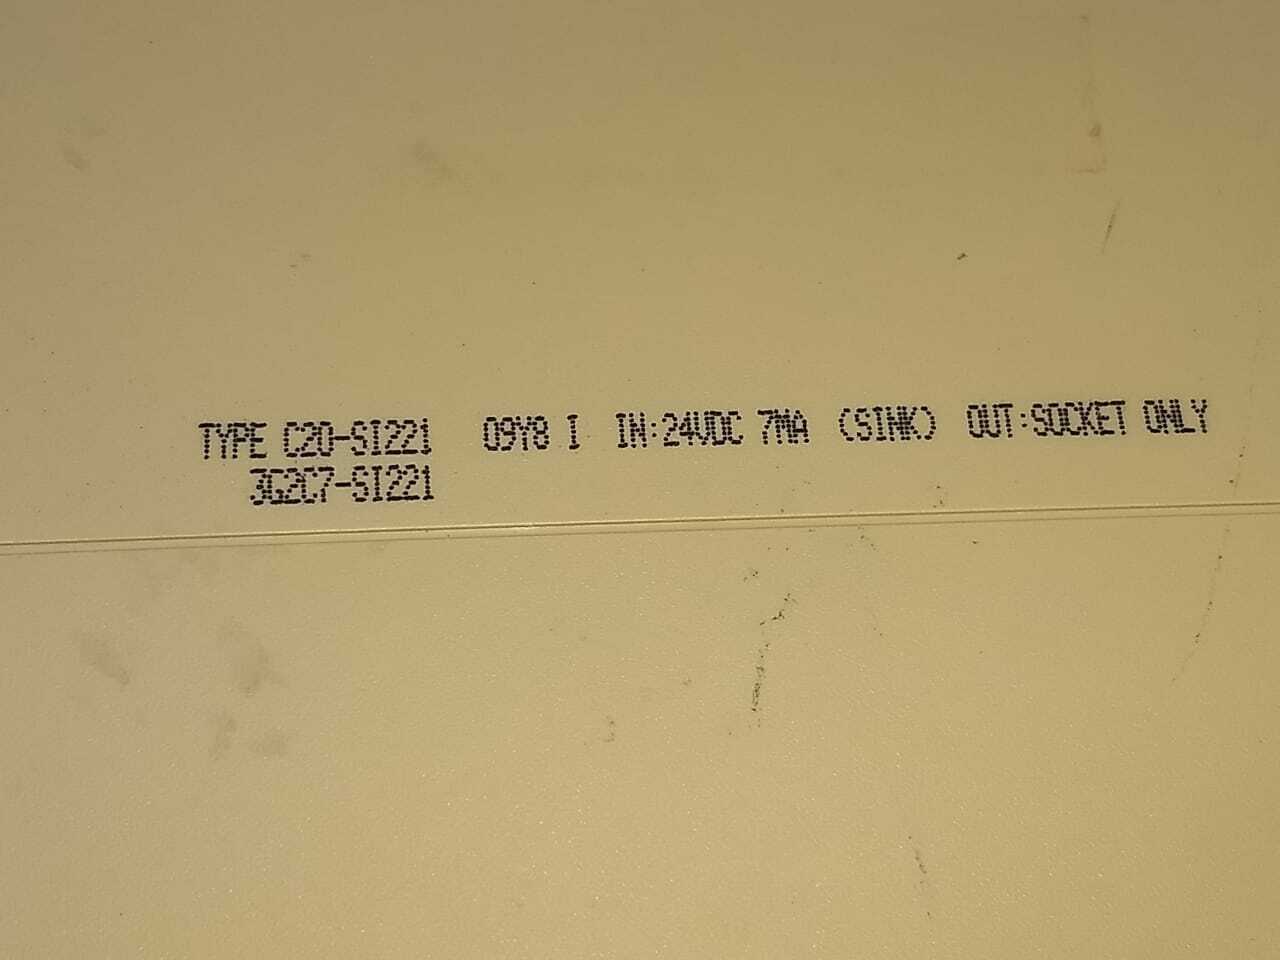 TYPE C20-SI221 09Y8 I IN:24VDC 7MA (SINK) OUT:SOCKET ONLY
3G2C7-SI221